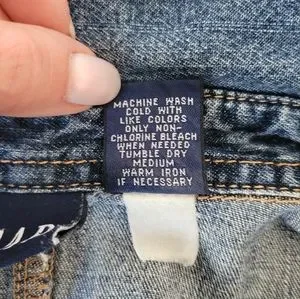 MACHINE WASH
COLD WITH
LIKE COLORS
ONLY NON-
CHLORINE BLEACH
WHEN NEEDED
TUMBLE DRY
MEDIUM
WARM IRON
IF NECESSARY